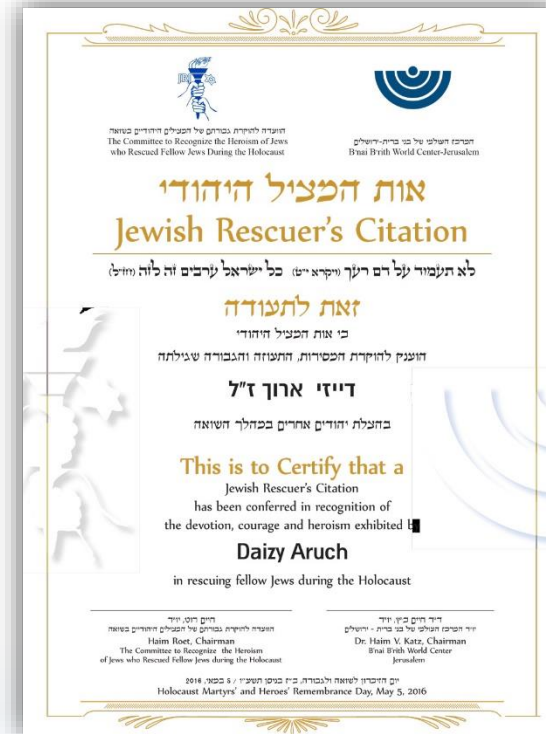 הוועדה להוקרת גבורתם של המצילים היהודיים בשואה
The Committee to Recognize the Heroism of Jews
who Rescued Fellow Jews During the Holocaust
המרכז העולמי של בני ברית-ירושלים
B'nai B'rith World Center-Jerusalem
אות המציל היהודי
Jewish Rescuer's Citation
לא תעמוד על דם רעך (ויקרא י"ט) כל ישראל ערבים זה לזה (חז"ל)
זאת לתעודה
כי אות המציל היהודי
הוענק להוקרת המסירות, התעוזה והגבורה שגילתה
דייזי ארוך ז"ל
בהצלת יהודים אחרים במהלך השואה
This is to Certify that a
Jewish Rescuer's Citation
has been conferred in recognition of
the devotion, courage and heroism exhibited
Daizy Aruch
in rescuing fellow Jews during the Holocaust
חיים רוט, יו"ר
הוועדה להוקרת גבורתם של המצילים היהודיים בשואה
Haim Roet, Chairman
The Committee to Recognize the Heroism
of Jews who Rescued Fellow Jews during the Holocaust
ד"ר חיים כץ, יו"ר
יו"ר המרכז העולמי של בני ברית - ירושלים
Dr. Haim V. Katz, Chairman
B'nai B'rith World Center
Jerusalem
יום הזיכרון לשואה ולגבורה, כ"ז בניסן תשע"ו / 5 במאי, 2016
Holocaust Martyrs' and Heroes' Remembrance Day, May 5, 2016